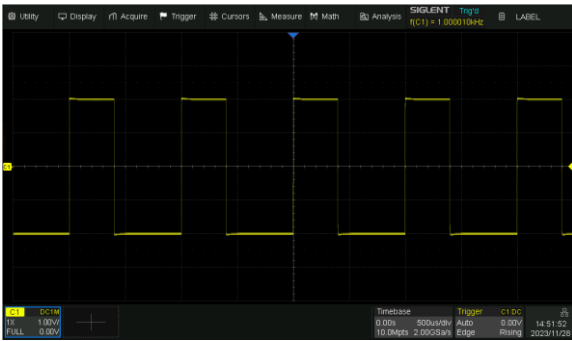 Utility Display Acquire Trigger Cursors Measure Math Analysis SIGLENT Trig'd LABEL
f(C1) = 1.000010kHz
C1
C1 DC1M
1X 1.00V/
FULL 0.00V
Timebase
0.00s 500us/div
10.0Mpts 2.00GSa/s
Trigger C1 DC
Auto 0.00V
Edge Rising
14:51:52
2023/11/28